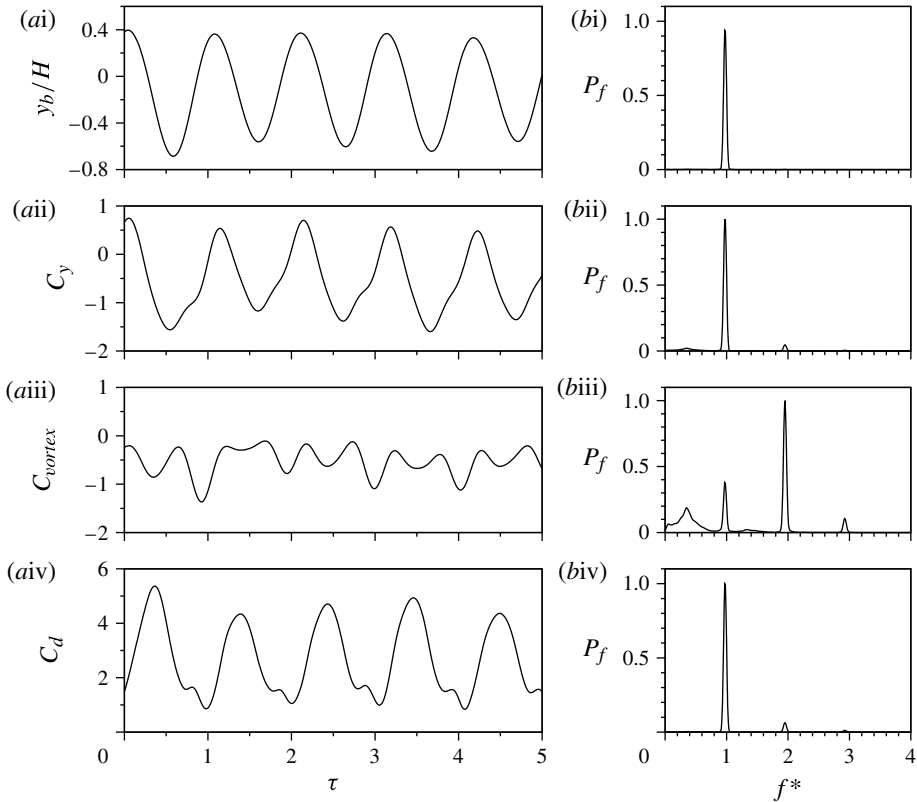 (ai)
0.4
0
−0.4
−0.8
y_b/H
(bi)
1.0
0.5
0
P_f
(aii)
1
0
−1
−2
C_y
(bii)
1.0
0.5
0
P_f
(aiii)
1
0
−1
−2
C_vortex
(biii)
1.0
0.5
0
P_f
(aiv)
6
4
2
C_d
0 1 2 3 4 5
τ
(biv)
1.0
0.5
P_f
0 1 2 3 4
f*